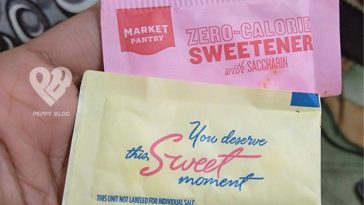 MARKET
PANTRY
ZERO-CALORIE
SWEETENER
with SACCHARIN
PEPPY. BLOG
You deserve
this Sweet
moment
THIS UNIT NOT LABELED FOR INDIVIDUAL SALE